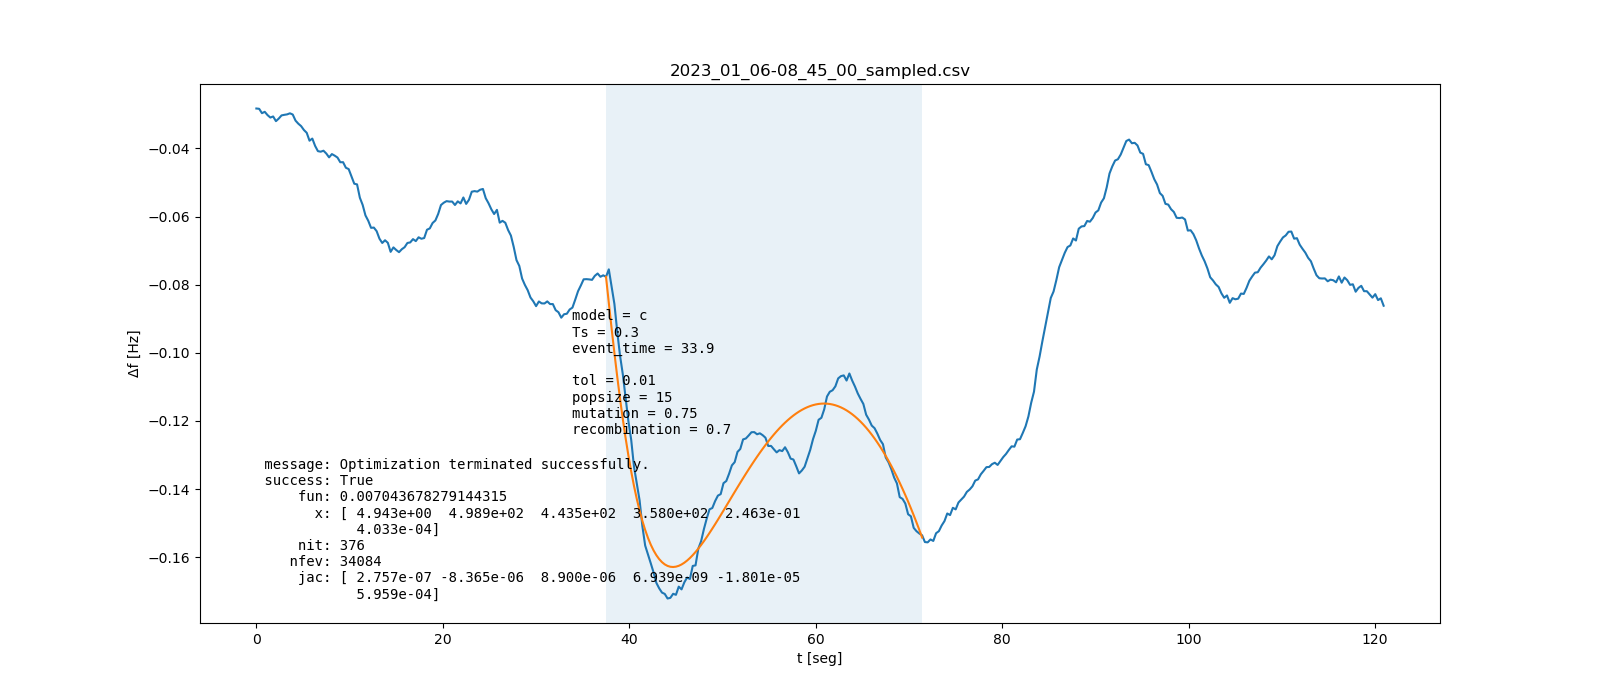 2023_01_06-08_45_00_sampled.csv
−0.04
−0.06
−0.08
−0.10
−0.12
−0.14
−0.16
Δf [Hz]
model = c
Ts = 0.3
event_time = 33.9
tol = 0.01
popsize = 15
mutation = 0.75
recombination = 0.7
message: Optimization terminated successfully.
success: True
fun: 0.007043678279144315
x: [ 4.943e+00  4.989e+02  4.435e+02  3.580e+02  2.463e-01
4.033e-04]
nit: 376
nfev: 34084
jac: [ 2.757e-07 -8.365e-06  8.900e-06  6.939e-09 -1.801e-05
5.959e-04]
0 20 40 60 80 100 120
t [seg]